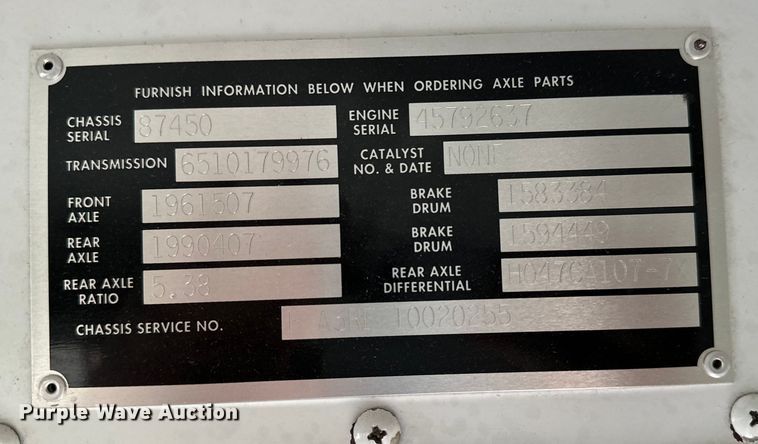 FURNISH INFORMATION BELOW WHEN ORDERING AXLE PARTS
CHASSIS SERIAL 87450 ENGINE SERIAL 45792637
TRANSMISSION 6510179976 CATALYST NO. & DATE NONE
FRONT AXLE 1961507 BRAKE DRUM 1583384
REAR AXLE 1990407 BRAKE DRUM 1594449
REAR AXLE RATIO 5.38 REAR AXLE DIFFERENTIAL
CHASSIS SERVICE NO. 10020255
Purple Wave Auction